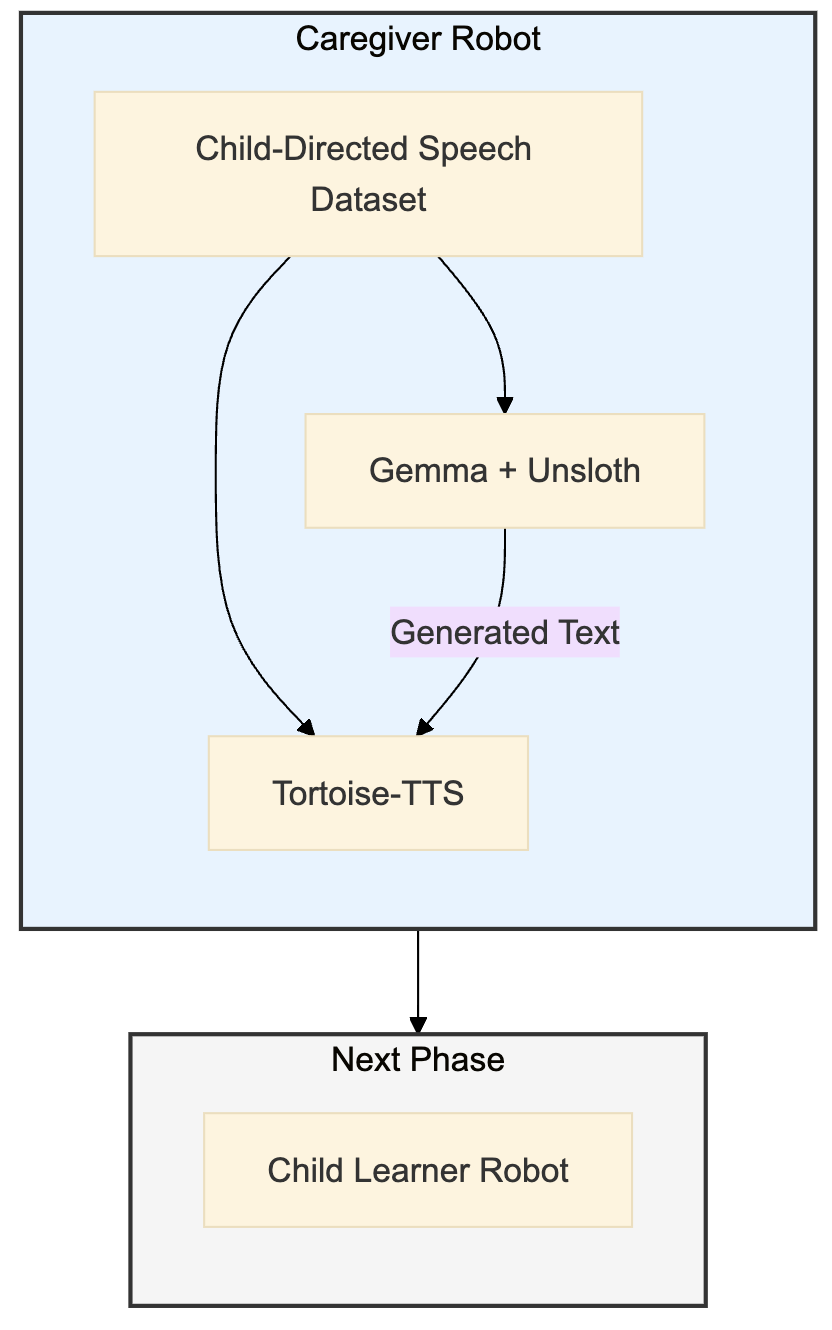 Caregiver Robot
Child-Directed Speech
Dataset
Gemma + Unsloth
Generated Text
Tortoise-TTS
Next Phase
Child Learner Robot